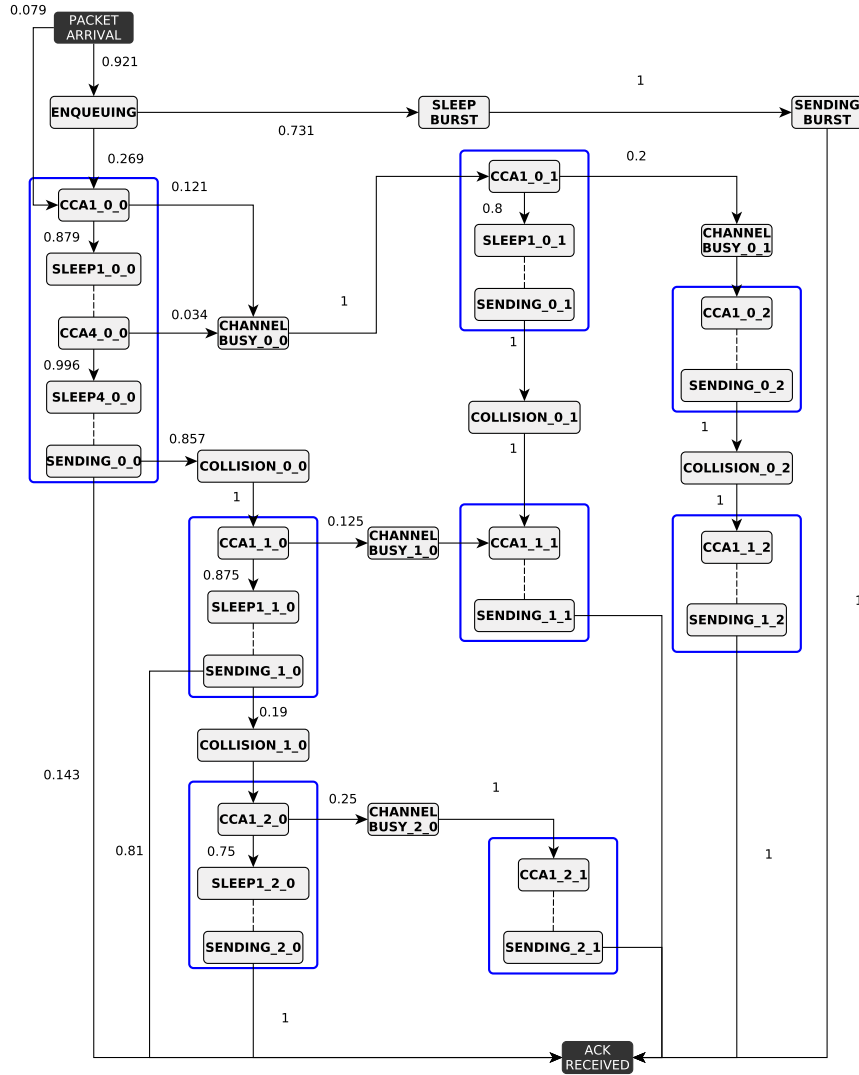 0.079
PACKET
ARRIVAL
0.921
1
ENQUEUING
SLEEP
BURST
SENDING
BURST
0.731
0.269
0.2
0.121
CCA1_0_1
CCA1_0_0
0.8
0.879
SLEEP1_0_1
CHANNEL
BUSY_0_1
SLEEP1_0_0
1
SENDING_0_1
0.034
CCA1_0_2
CCA4_0_0
CHANNEL
BUSY_0_0
1
0.996
SENDING_0_2
SLEEP4_0_0
COLLISION_0_1
1
0.857
1
SENDING_0_0
COLLISION_0_0
COLLISION_0_2
1
1
0.125
CCA1_1_0
CHANNEL
BUSY_1_0
CCA1_1_1
CCA1_1_2
0.875
SLEEP1_1_0
1
SENDING_1_1
SENDING_1_2
SENDING_1_0
0.19
COLLISION_1_0
0.143
1
0.25
CCA1_2_0
CHANNEL
BUSY_2_0
0.81
0.75
1
CCA1_2_1
SLEEP1_2_0
SENDING_2_0
SENDING_2_1
1
ACK
RECEIVED